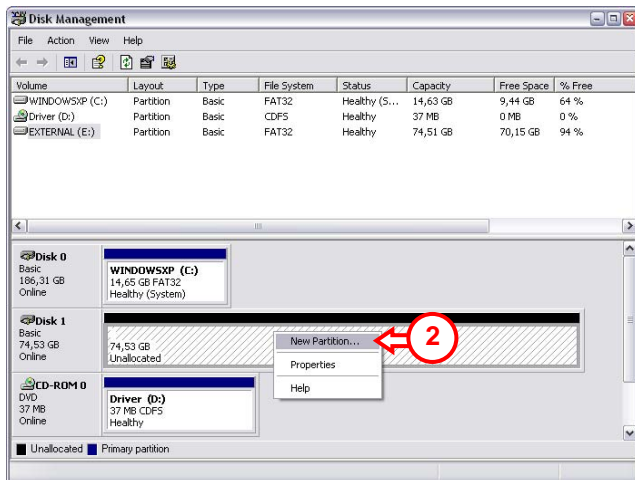 Disk Management
File Action View Help
Volume Layout Type File System Status Capacity Free Space % Free
WINDOWSXP (C:) Partition Basic FAT32 Healthy (S... 14,63 GB 9,44 GB 64 %
Driver (D:) Partition Basic CDFS Healthy 37 MB 0 MB 0 %
EXTERNAL (E:) Partition Basic FAT32 Healthy 74,51 GB 70,15 GB 94 %
Disk 0
Basic
186,31 GB
Online
WINDOWSXP (C:)
14,65 GB FAT32
Healthy (System)
Disk 1
Basic
74,53 GB
Online
74,53 GB
Unallocated
New Partition...
Properties
Help
2
CD-ROM 0
DVD
37 MB
Online
Driver (D:)
37 MB CDFS
Healthy
Unallocated Primary partition